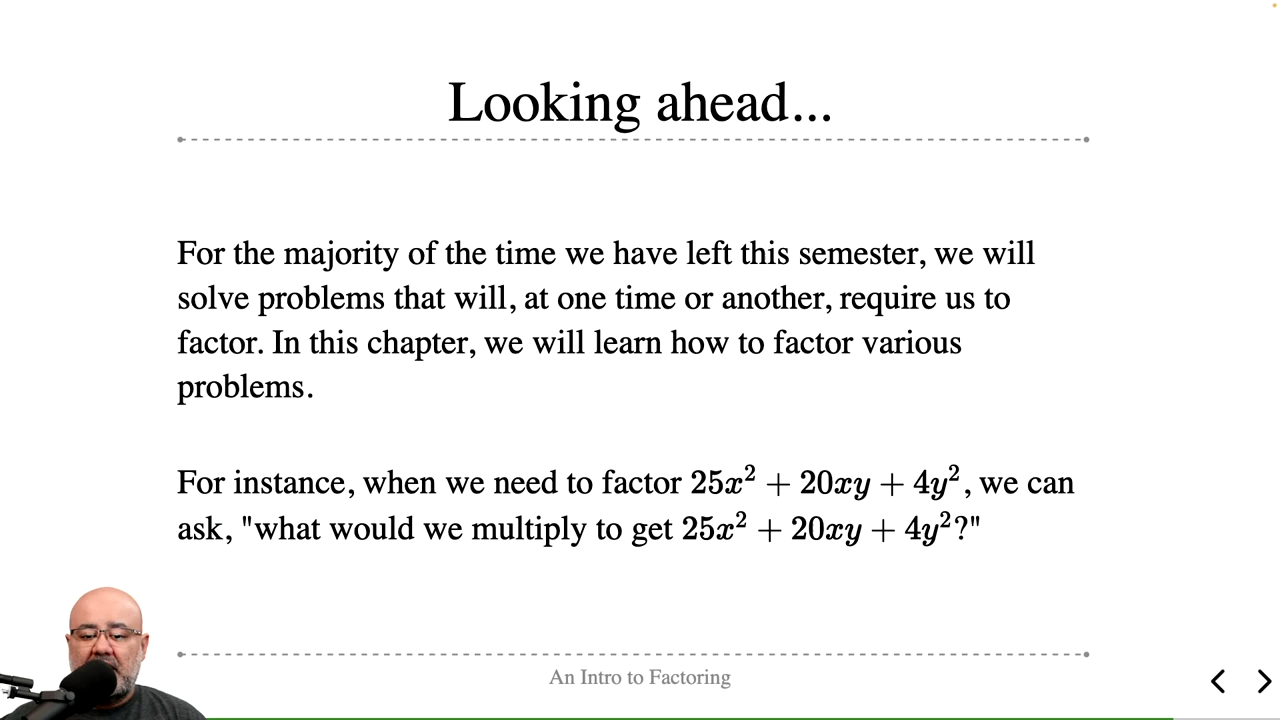 Looking ahead...
For the majority of the time we have left this semester, we will
solve problems that will, at one time or another, require us to
factor. In this chapter, we will learn how to factor various
problems.
For instance, when we need to factor 25x² + 20xy + 4y², we can
ask, "what would we multiply to get 25x² + 20xy + 4y²?"
An Intro to Factoring